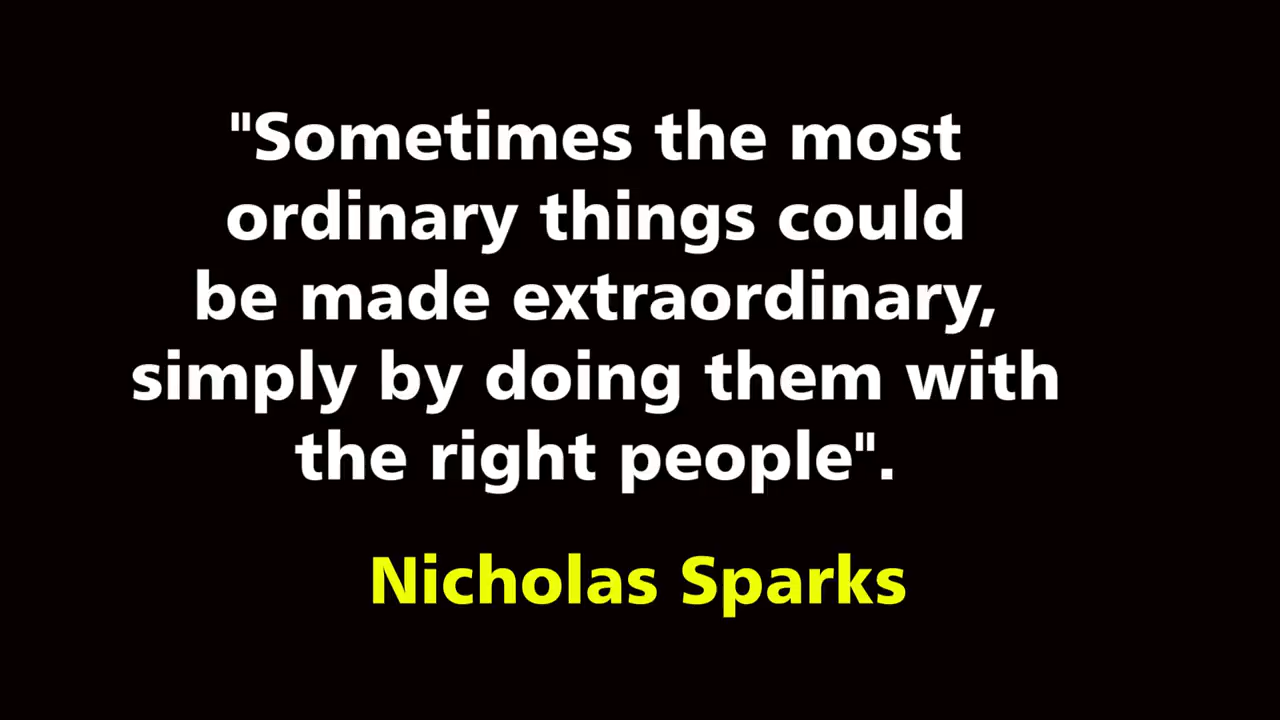 "Sometimes the most
ordinary things could
be made extraordinary,
simply by doing them with
the right people".
Nicholas Sparks